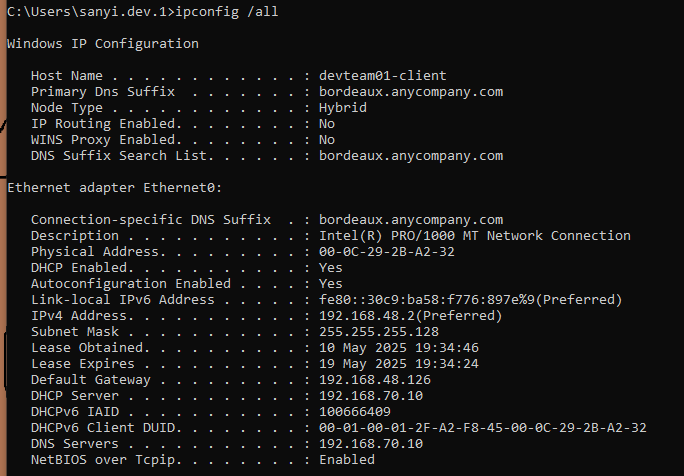 C:\Users\sanyi.dev.1>ipconfig /all
Windows IP Configuration
Host Name . . . . . . . . . . . . : devteam01-client
Primary Dns Suffix  . . . . . . . : bordeaux.anycompany.com
Node Type . . . . . . . . . . . . : Hybrid
IP Routing Enabled. . . . . . . . : No
WINS Proxy Enabled. . . . . . . . : No
DNS Suffix Search List. . . . . . : bordeaux.anycompany.com
Ethernet adapter Ethernet0:
Connection-specific DNS Suffix  . : bordeaux.anycompany.com
Description . . . . . . . . . . . : Intel(R) PRO/1000 MT Network Connection
Physical Address. . . . . . . . . : 00-0C-29-2B-A2-32
DHCP Enabled. . . . . . . . . . . : Yes
Autoconfiguration Enabled . . . . : Yes
Link-local IPv6 Address . . . . . : fe80::30c9:ba58:f776:897e%9(Preferred)
IPv4 Address. . . . . . . . . . . : 192.168.48.2(Preferred)
Subnet Mask . . . . . . . . . . . : 255.255.255.128
Lease Obtained. . . . . . . . . . : 10 May 2025 19:34:46
Lease Expires . . . . . . . . . . : 19 May 2025 19:34:24
Default Gateway . . . . . . . . . : 192.168.48.126
DHCP Server . . . . . . . . . . . : 192.168.70.10
DHCPv6 IAID . . . . . . . . . . . : 100666409
DHCPv6 Client DUID. . . . . . . . : 00-01-00-01-2F-A2-F8-45-00-0C-29-2B-A2-32
DNS Servers . . . . . . . . . . . : 192.168.70.10
NetBIOS over Tcpip. . . . . . . . : Enabled